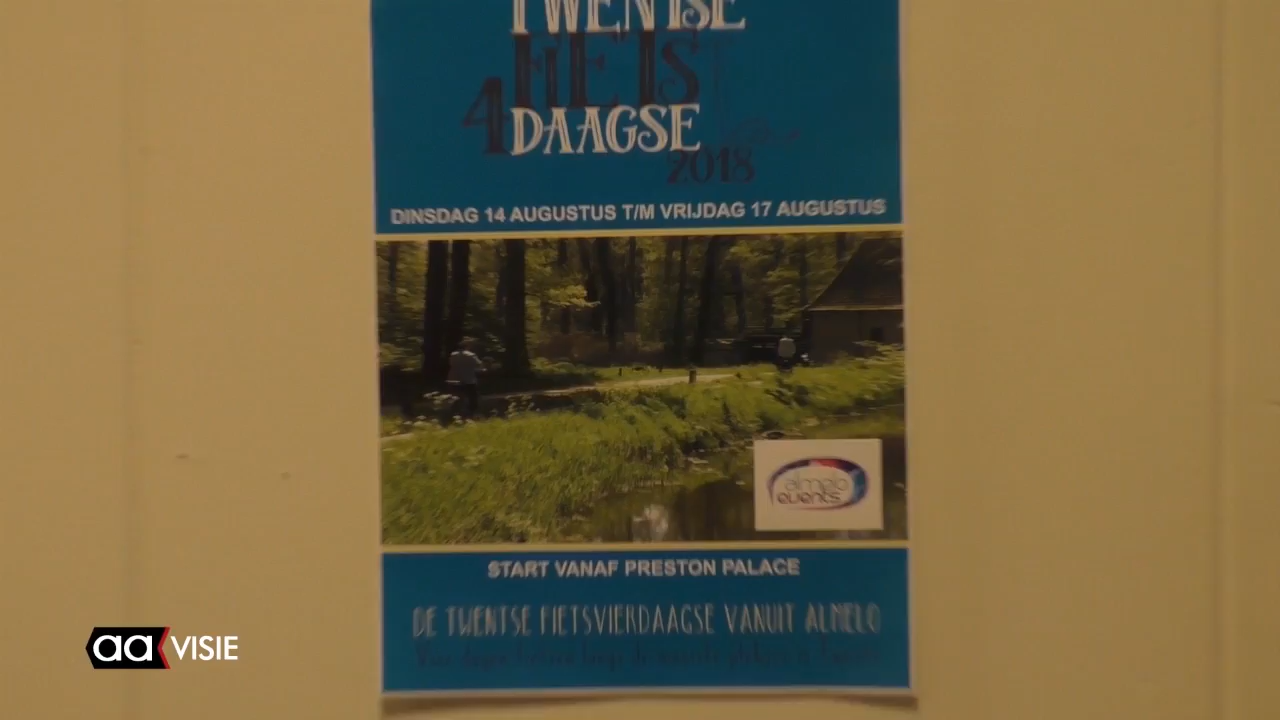 TWENTSE
FIETS
4DAAGSE
2018
DINSDAG 14 AUGUSTUS T/M VRIJDAG 17 AUGUSTUS
almelo
events
START VANAF PRESTON PALACE
DE TWENTSE FIETSVIERDAAGSE VANUIT ALMELO
aa VISIE